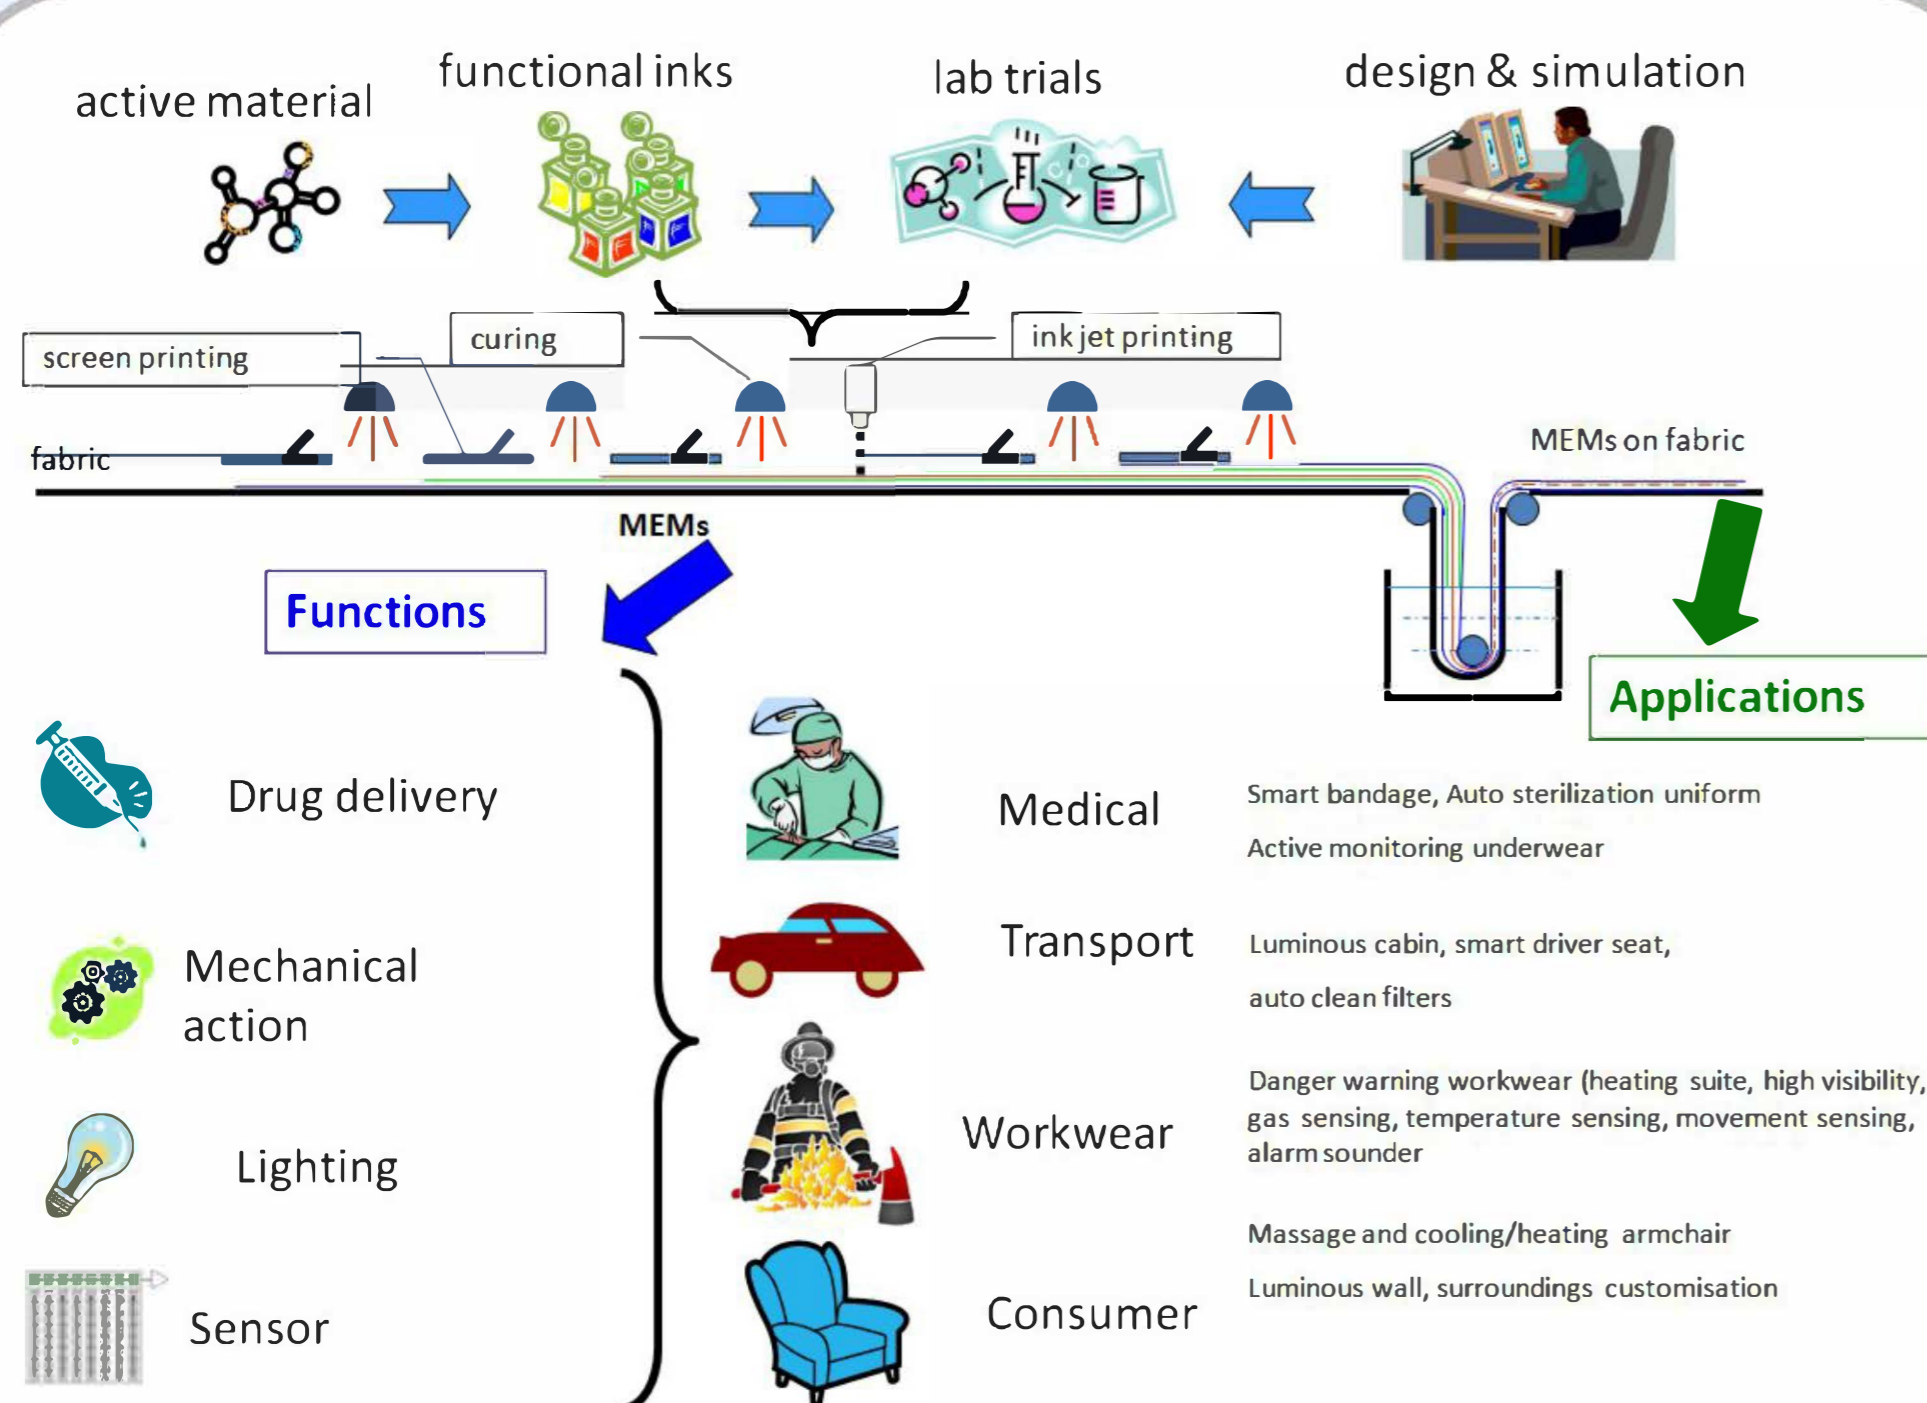 active material
functional inks
lab trials
design & simulation
screen printing
curing
ink jet printing
fabric
MEMs on fabric
MEMs
Functions
Applications
Drug delivery
Mechanical
action
Lighting
Sensor
Medical
Smart bandage, Auto sterilization uniform
Active monitoring underwear
Transport
Luminous cabin, smart driver seat,
auto clean filters
Workwear
Danger warning workwear (heating suite, high visibility,
gas sensing, temperature sensing, movement sensing,
alarm sounder
Consumer
Massage and cooling/heating armchair
Luminous wall, surroundings customisation